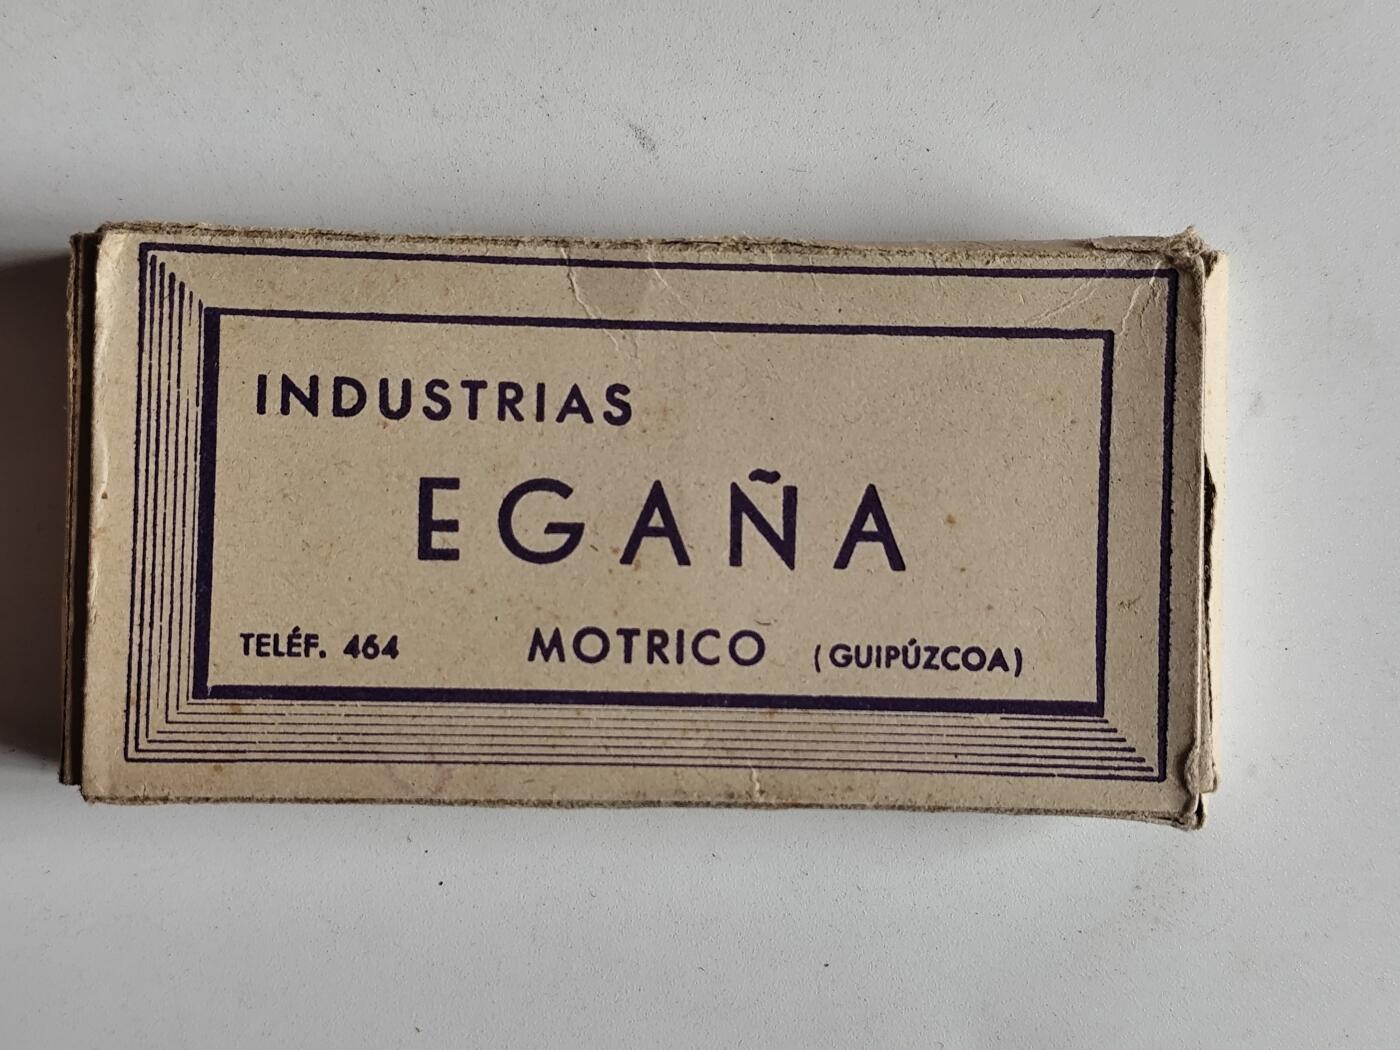 INDUSTRIAS
EGAÑA
TELÉF. 464 MOTRICO (GUIPÚZCOA)